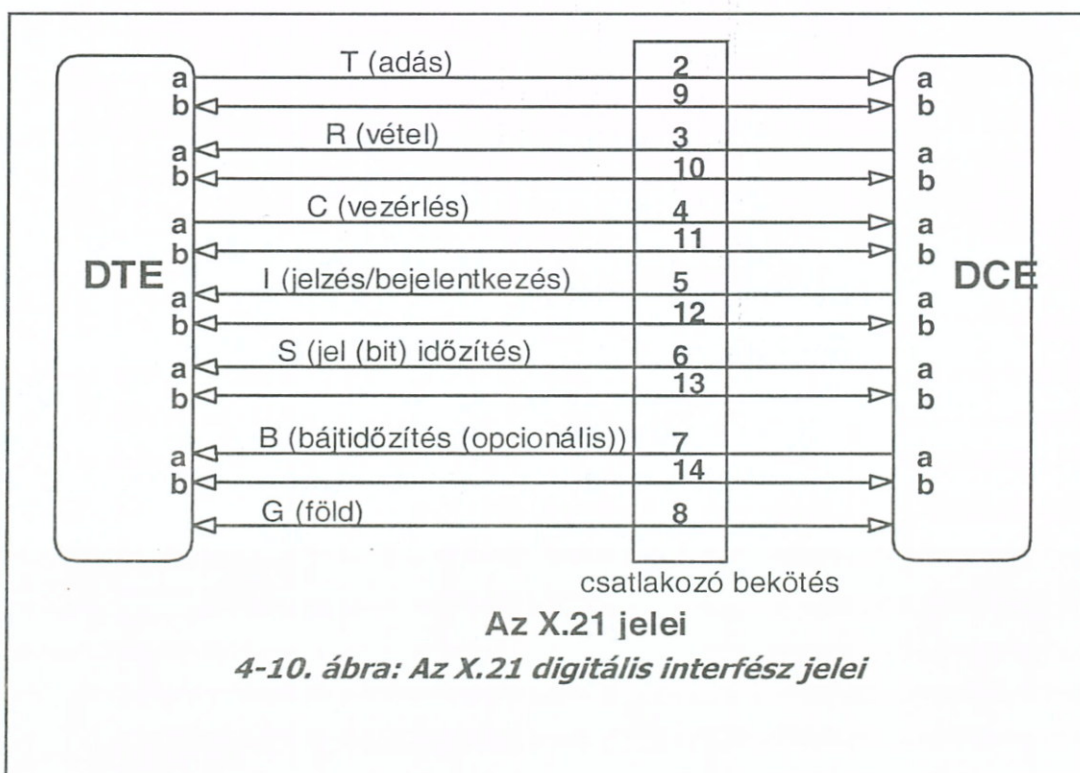 T (adás) 2
a a
9
b b
R (vétel) 3
a a
10
b b
C (vezérlés) 4
a a
11
b b
DTE DCE
I (jelzés/bejelentkezés) 5
a a
12
b b
S (jel (bit) időzítés) 6
a a
13
b b
B (bájtidőzítés (opcionális)) 7
a a
14
b b
G (föld) 8
csatlakozó bekötés
Az X.21 jelei
4-10. ábra: Az X.21 digitális interfész jelei